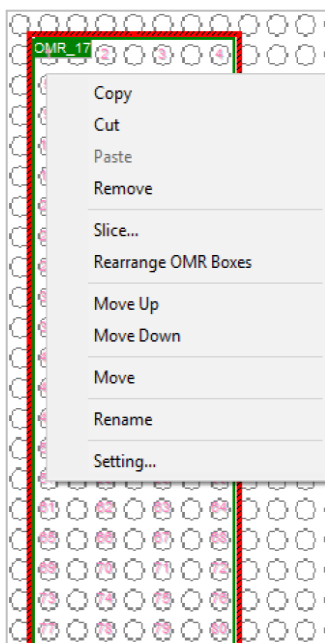 OMR_17
1 2 3 4
Copy
Cut
Paste
Remove
Slice...
Rearrange OMR Boxes
Move Up
Move Down
Move
Rename
Setting...
61 62 63 64
65 66 67 68
69 70 71 72
73 74 75 76
77 78 79 80